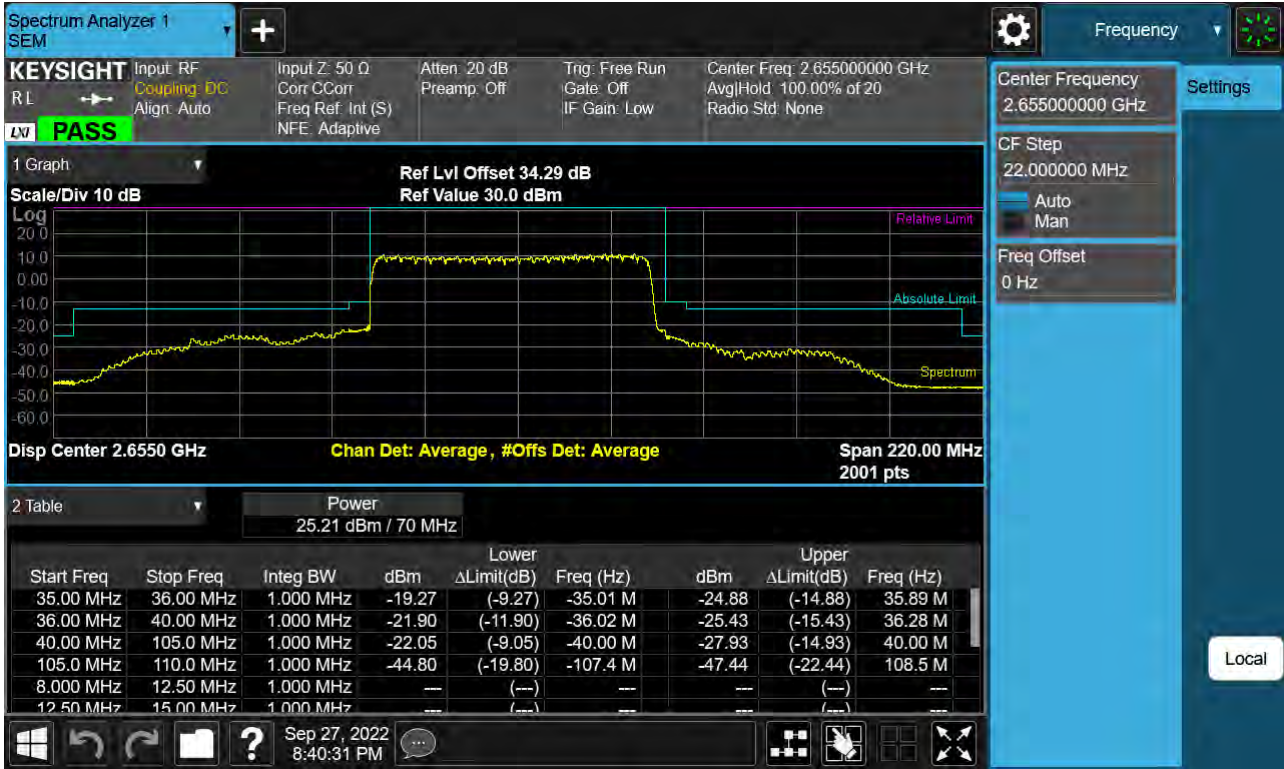 Spectrum Analyzer 1
SEM
Frequency
KEYSIGHT
R L
LXI
PASS
Input: RF
Coupling: DC
Align: Auto
Input Z: 50 Ω
Corr CCorr
Freq Ref: Int (S)
NFE: Adaptive
Atten: 20 dB
Preamp: Off
Trig: Free Run
Gate: Off
IF Gain: Low
Center Freq: 2.655000000 GHz
Avg|Hold: 100.00% of 20
Radio Std: None
Center Frequency
2.655000000 GHz
Settings
CF Step
22.000000 MHz
Auto
Man
Freq Offset
0 Hz
Local
1 Graph
Scale/Div 10 dB
Ref Lvl Offset 34.29 dB
Ref Value 30.0 dBm
Log
20.0
10.0
0.00
-10.0
-20.0
-30.0
-40.0
-50.0
-60.0
Relative Limit
Absolute Limit
Spectrum
Disp Center 2.6550 GHz
Chan Det: Average , #Offs Det: Average
Span 220.00 MHz
2001 pts
2 Table
Power
25.21 dBm / 70 MHz
Lower Upper
Start Freq Stop Freq Integ BW dBm ΔLimit(dB) Freq (Hz) dBm ΔLimit(dB) Freq (Hz)
35.00 MHz 36.00 MHz 1.000 MHz -19.27 (-9.27) -35.01 M -24.88 (-14.88) 35.89 M
36.00 MHz 40.00 MHz 1.000 MHz -21.90 (-11.90) -36.02 M -25.43 (-15.43) 36.28 M
40.00 MHz 105.0 MHz 1.000 MHz -22.05 (-9.05) -40.00 M -27.93 (-14.93) 40.00 M
105.0 MHz 110.0 MHz 1.000 MHz -44.80 (-19.80) -107.4 M -47.44 (-22.44) 108.5 M
8.000 MHz 12.50 MHz 1.000 MHz --- (---) --- --- (---) ---
12.50 MHz 15.00 MHz 1.000 MHz --- (---) --- --- (---) ---
?
Sep 27, 2022
8:40:31 PM